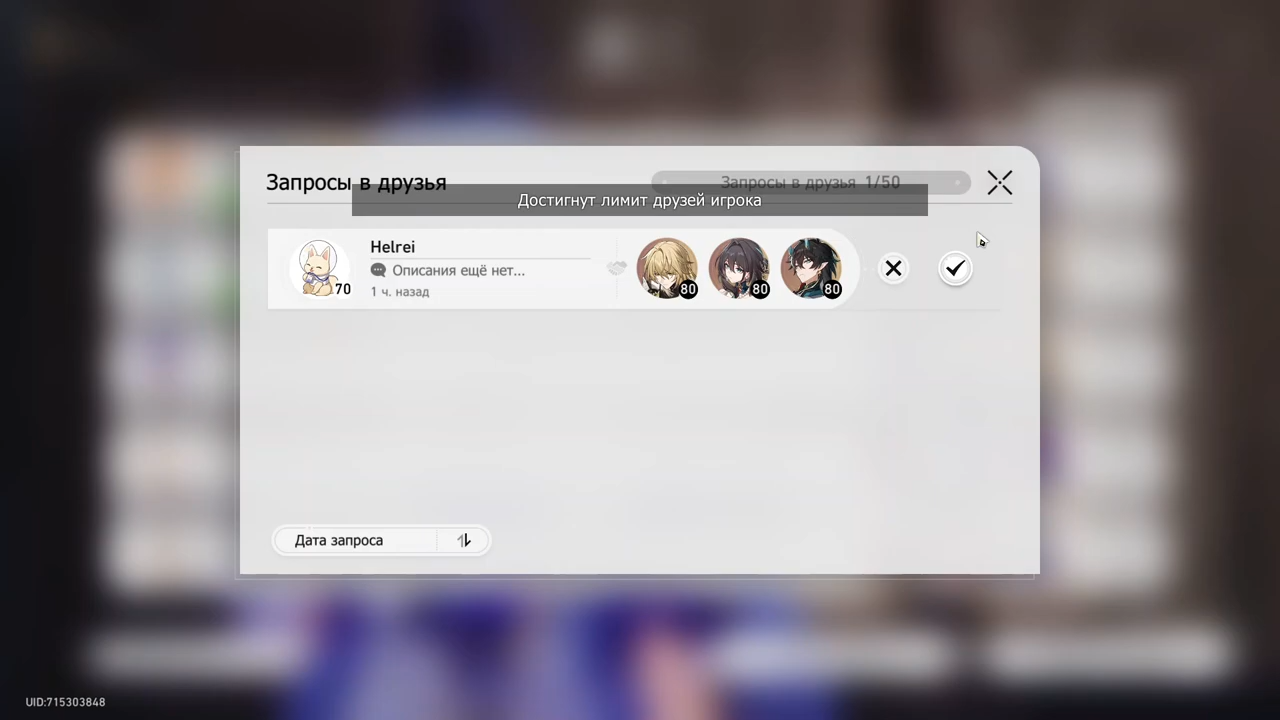 Запросы в друзья
Запросы в друзья 1/50
Достигнут лимит друзей игрока
Helrei
Описания ещё нет...
1 ч. назад
70
80
80
80
Дата запроса
UID:715303848